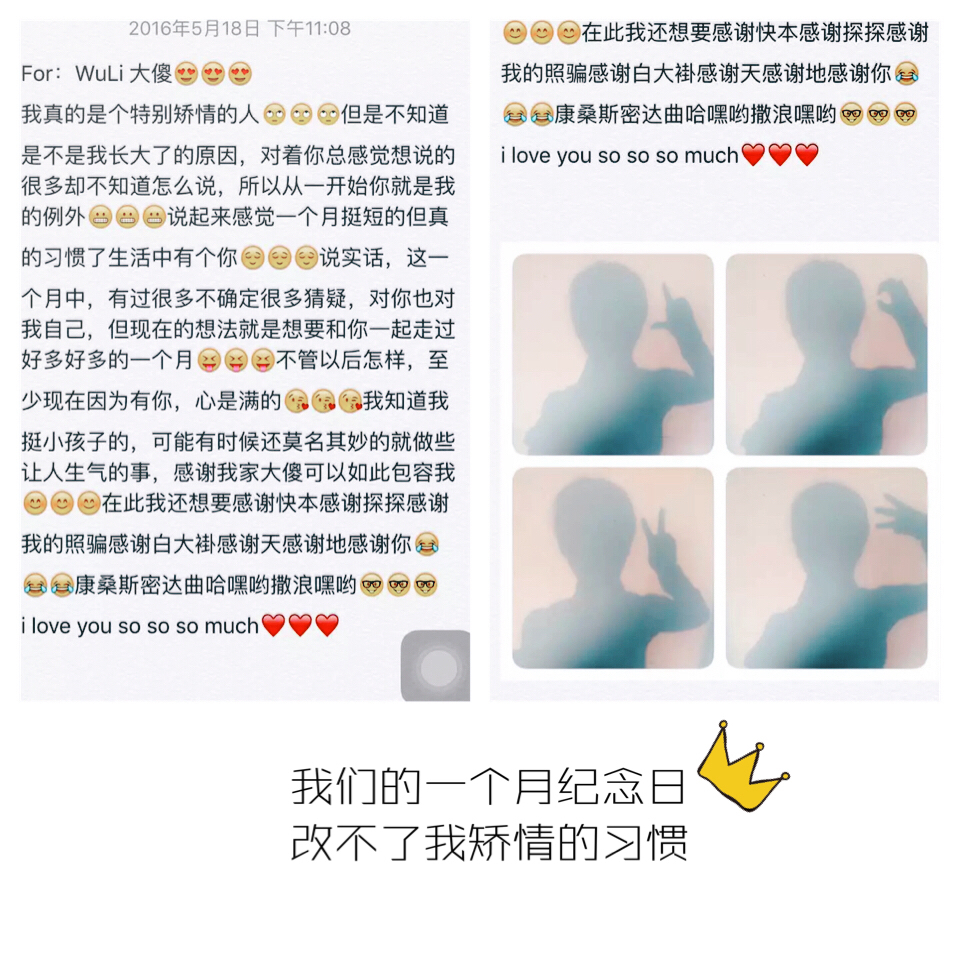 2016年5月18日 下午11:08
For：WuLi 大傻😍😍😍
我真的是个特别矫情的人🙄🙄🙄但是不知道
是不是我长大了的原因，对着你总感觉想说的
很多却不知道怎么说，所以从一开始你就是我
的例外😬😬😬说起来感觉一个月挺短的但真
的习惯了生活中有个你😌😌😌说实话，这一
个月中，有过很多不确定很多猜疑，对你也对
我自己，但现在的想法就是想要和你一起走过
好多好多的一个月😝😝😝不管以后怎样，至
少现在因为有你，心是满的😘😘😘我知道我
挺小孩子的，可能有时候还莫名其妙的就做些
让人生气的事，感谢我家大傻可以如此包容我
😊😊😊在此我还想要感谢快本感谢探探感谢
我的照骗感谢白大褂感谢天感谢地感谢你😂
😂😂康桑斯密达曲哈嘿哟撒浪嘿哟🤓🤓🤓
i love you so so so much❤️❤️❤️
😊😊😊在此我还想要感谢快本感谢探探感谢
我的照骗感谢白大褂感谢天感谢地感谢你😂
😂😂康桑斯密达曲哈嘿哟撒浪嘿哟🤓🤓🤓
i love you so so so much❤️❤️❤️
我们的一个月纪念日
改不了我矫情的习惯